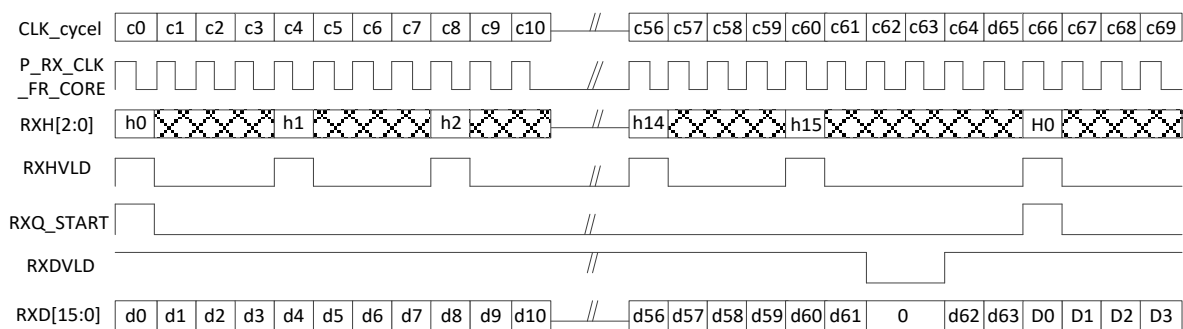 CLK_cycel c0 c1 c2 c3 c4 c5 c6 c7 c8 c9 c10 // c56 c57 c58 c59 c60 c61 c62 c63 c64 d65 c66 c67 c68 c69
P_RX_CLK
_FR_CORE //
RXH[2:0] h0 h1 h2 // h14 h15 H0
RXHVLD //
RXQ_START //
RXDVLD //
RXD[15:0] d0 d1 d2 d3 d4 d5 d6 d7 d8 d9 d10 // d56 d57 d58 d59 d60 d61 0 d62 d63 D0 D1 D2 D3